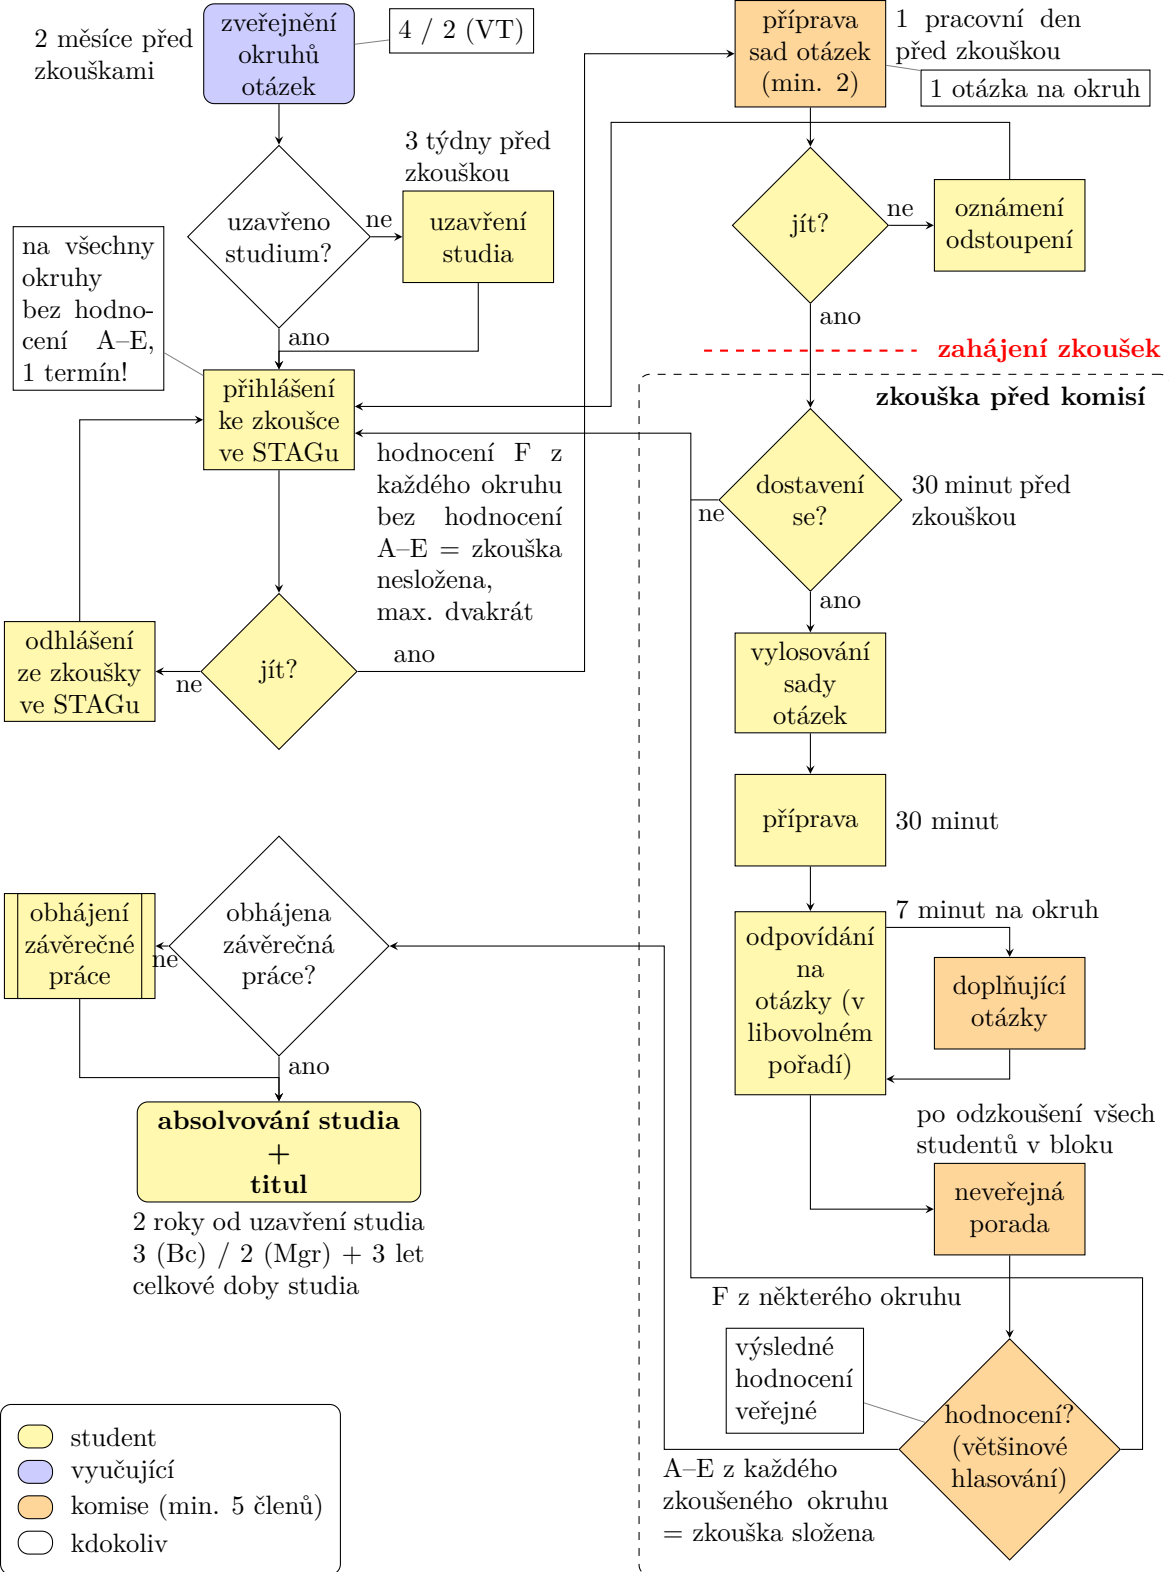 2 měsíce před
zkouškami
zveřejnění
okruhů
otázek
4 / 2 (VT)
uzavřeno
studium?
ne
3 týdny před
zkouškou
uzavření
studia
ano
na všechny
okruhy
bez hodno-
cení A–E,
1 termín!
přihlášení
ke zkoušce
ve STAGu
hodnocení F z
každého okruhu
bez hodnocení
A–E = zkouška
nesložena,
max. dvakrát
jít?
ano
ne
odhlášení
ze zkoušky
ve STAGu
příprava
sad otázek
(min. 2)
1 pracovní den
před zkouškou
1 otázka na okruh
jít?
ne
oznámení
odstoupení
ano
zahájení zkoušek
zkouška před komisí
dostavení
se?
30 minut před
zkouškou
ne
ano
vylosování
sady
otázek
příprava
30 minut
odpovídání
na
otázky (v
libovolném
pořadí)
7 minut na okruh
doplňující
otázky
po odzkoušení všech
studentů v bloku
neveřejná
porada
F z některého okruhu
výsledné
hodnocení
veřejné
hodnocení?
(většinové
hlasování)
A–E z každého
zkoušeného okruhu
= zkouška složena
obhájena
závěrečná
práce?
ne
obhájení
závěrečné
práce
ano
absolvování studia
+
titul
2 roky od uzavření studia
3 (Bc) / 2 (Mgr) + 3 let
celkové doby studia
student
vyučující
komise (min. 5 členů)
kdokoliv